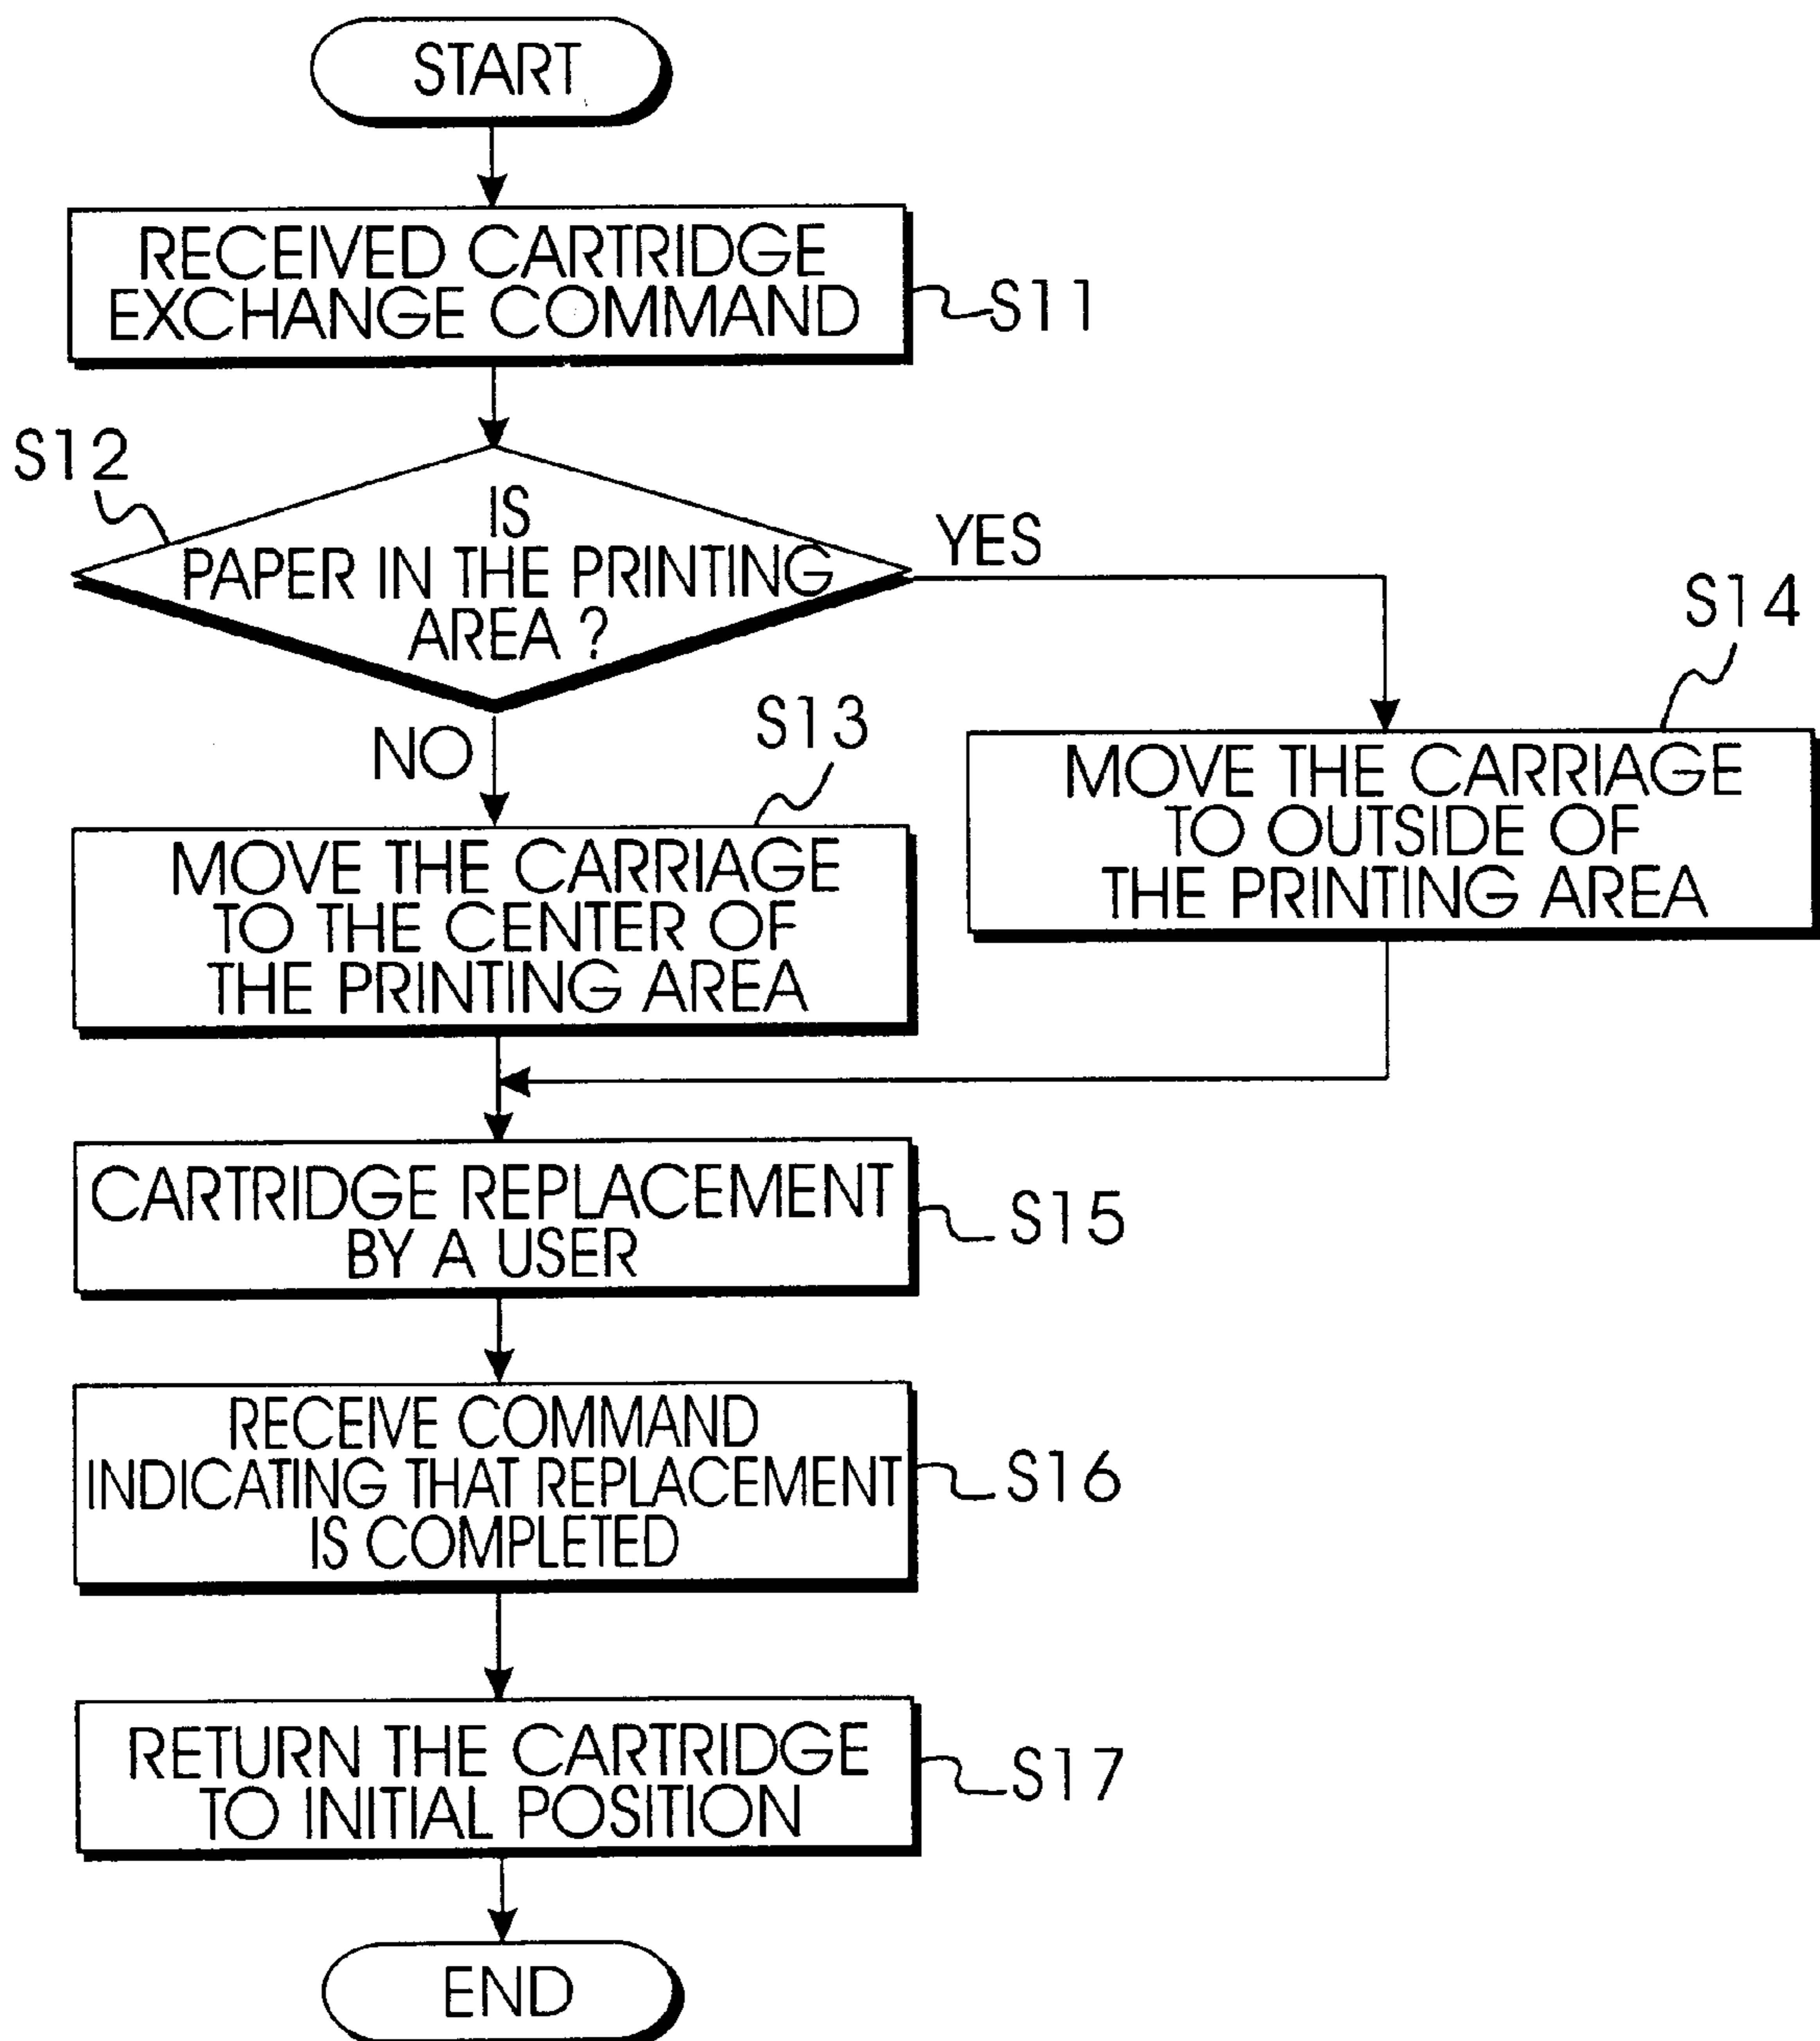 START
RECEIVED CARTRIDGE
EXCHANGE COMMAND
S11
S12
IS
PAPER IN THE PRINTING
AREA ?
YES
NO
S13
S14
MOVE THE CARRIAGE
TO THE CENTER OF
THE PRINTING AREA
MOVE THE CARRIAGE
TO OUTSIDE OF
THE PRINTING AREA
CARTRIDGE REPLACEMENT
BY A USER
S15
RECEIVE COMMAND
INDICATING THAT REPLACEMENT
IS COMPLETED
S16
RETURN THE CARTRIDGE
TO INITIAL POSITION
S17
END